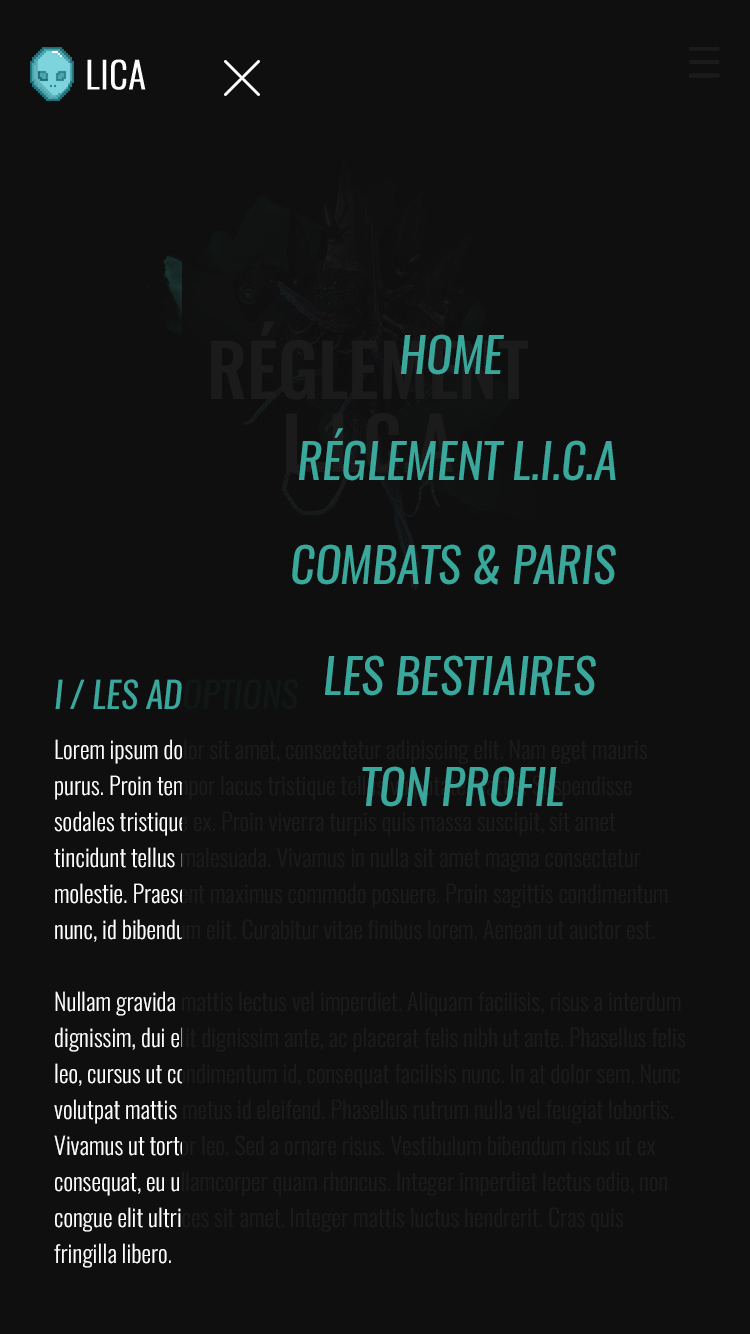 LICA
RÉGLEMENT
L.I.C.A
HOME
RÉGLEMENT L.I.C.A
COMBATS & PARIS
LES BESTIAIRES
TON PROFIL
I / LES ADOPTIONS
Lorem ipsum dolor sit amet, consectetur adipiscing elit. Nam eget mauris
purus. Proin tempor lacus tristique
sodales tristique ex. Proin viverra turpis quis massa suscipit, sit amet
tincidunt tellus malesuada. Vivamus in nulla sit amet magna consectetur
molestie. Praesent maximus commodo posuere. Proin sagittis condimentum
nunc, id bibendum elit. Curabitur vitae finibus lorem. Aenean ut auctor est.
Nullam gravida mattis lectus vel imperdiet. Aliquam facilisis, risus a interdum
dignissim, dui elit dignissim ante, ac placerat felis nibh ut ante. Phasellus felis
leo, cursus ut condimentum id, consequat facilisis nunc. In at dolor sem. Nunc
volutpat mattis metus id eleifend. Phasellus rutrum nulla vel feugiat lobortis.
Vivamus ut tortor leo. Sed a ornare risus. Vestibulum bibendum risus ut ex
consequat, eu ullamcorper quam rhoncus. Integer imperdiet lectus odio, non
congue elit ultrices sit amet. Integer mattis luctus hendrerit. Cras quis
fringilla libero.